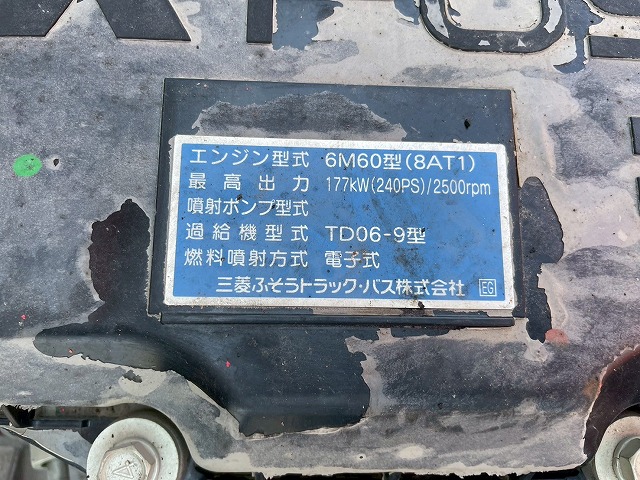 エンジン型式 6M60型(8AT1)
最高出力 177kW(240PS)/2500rpm
噴射ポンプ型式
過給機型式 TD06-9型
燃料噴射方式 電子式
三菱ふそうトラック・バス株式会社 EG